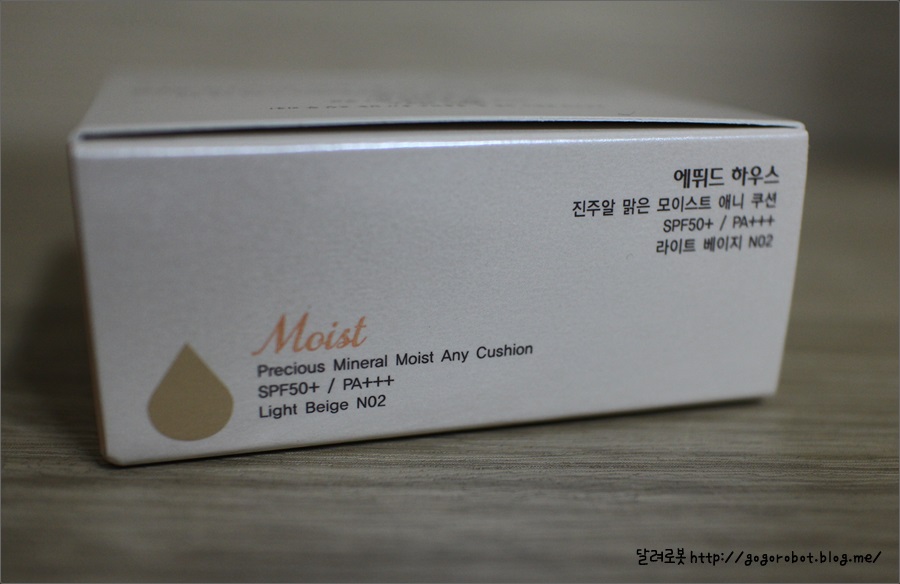 에뛰드 하우스
진주알 맑은 모이스트 애니 쿠션
SPF50+ / PA+++
라이트 베이지 N02
Moist
Precious Mineral Moist Any Cushion
SPF50+ / PA+++
Light Beige N02
달려로봇 http://gogorobot.blog.me/